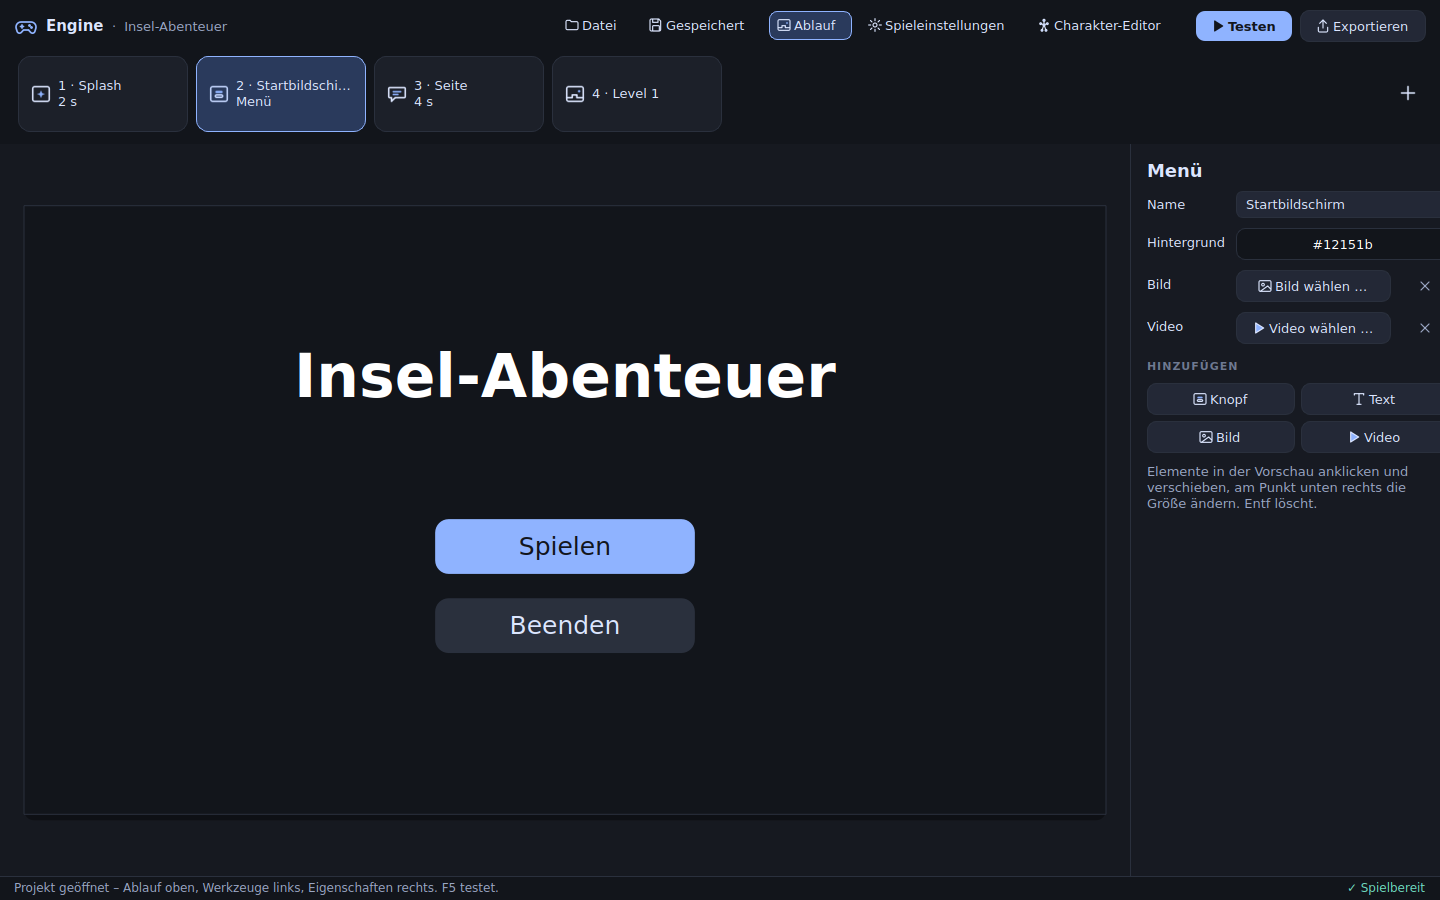 Engine · Insel-Abenteuer
Datei
Gespeichert
Ablauf
Spieleinstellungen
Charakter-Editor
Testen
Exportieren
1 · Splash
2 s
2 · Startbildschi...
Menü
3 · Seite
4 s
4 · Level 1
Insel-Abenteuer
Spielen
Beenden
Menü
Name
Startbildschirm
Hintergrund
#12151b
Bild
Bild wählen ...
Video
Video wählen ...
HINZUFÜGEN
Knopf
Text
Bild
Video
Elemente in der Vorschau anklicken und
verschieben, am Punkt unten rechts die
Größe ändern. Entf löscht.
Projekt geöffnet – Ablauf oben, Werkzeuge links, Eigenschaften rechts. F5 testet.
✓ Spielbereit